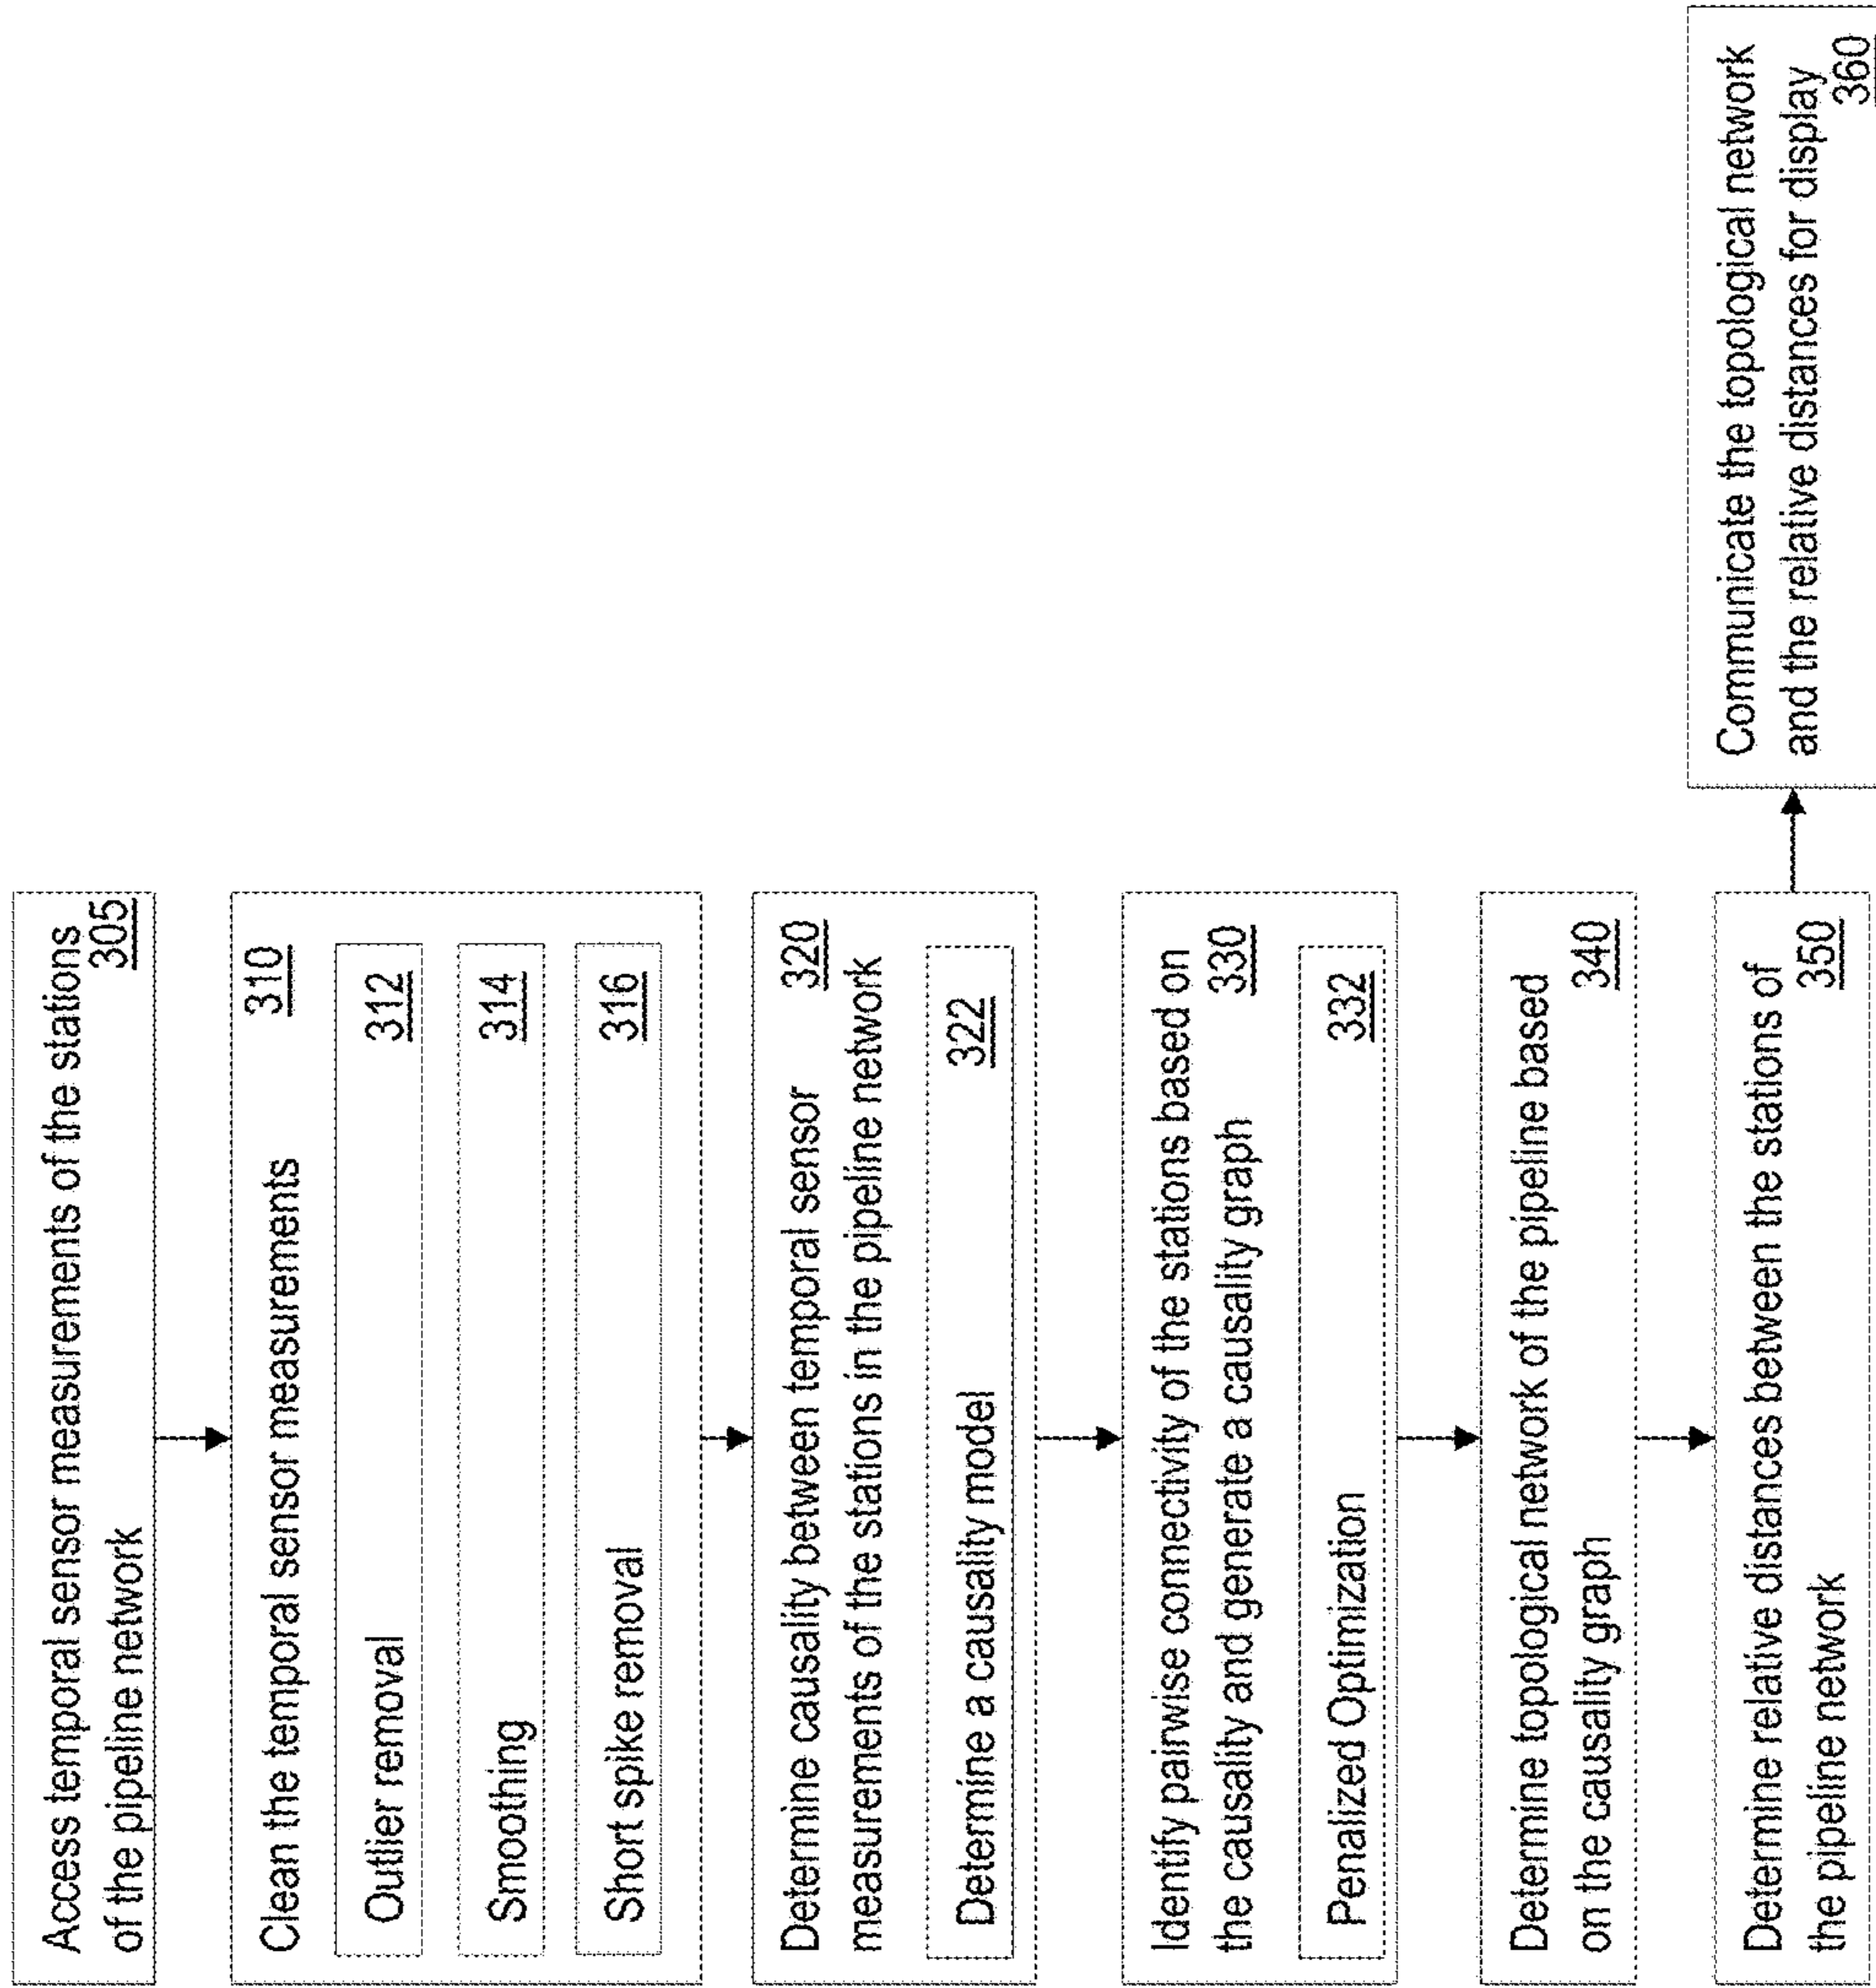 Access temporal sensor measurements of the stations
of the pipeline network
305
Clean the temporal sensor measurements
310
Outlier removal
312
Smoothing
314
Short spike removal
316
Determine causality between temporal sensor
320
measurements of the stations in the pipeline network
Determine a causality model
322
Identify pairwise connectivity of the stations based on
the causality and generate a causality graph
330
Penalized Optimization
332
Determine topological network of the pipeline based
on the causality graph
340
Determine relative distances between the stations of
the pipeline network
350
Communicate the topological network
and the relative distances for display
360